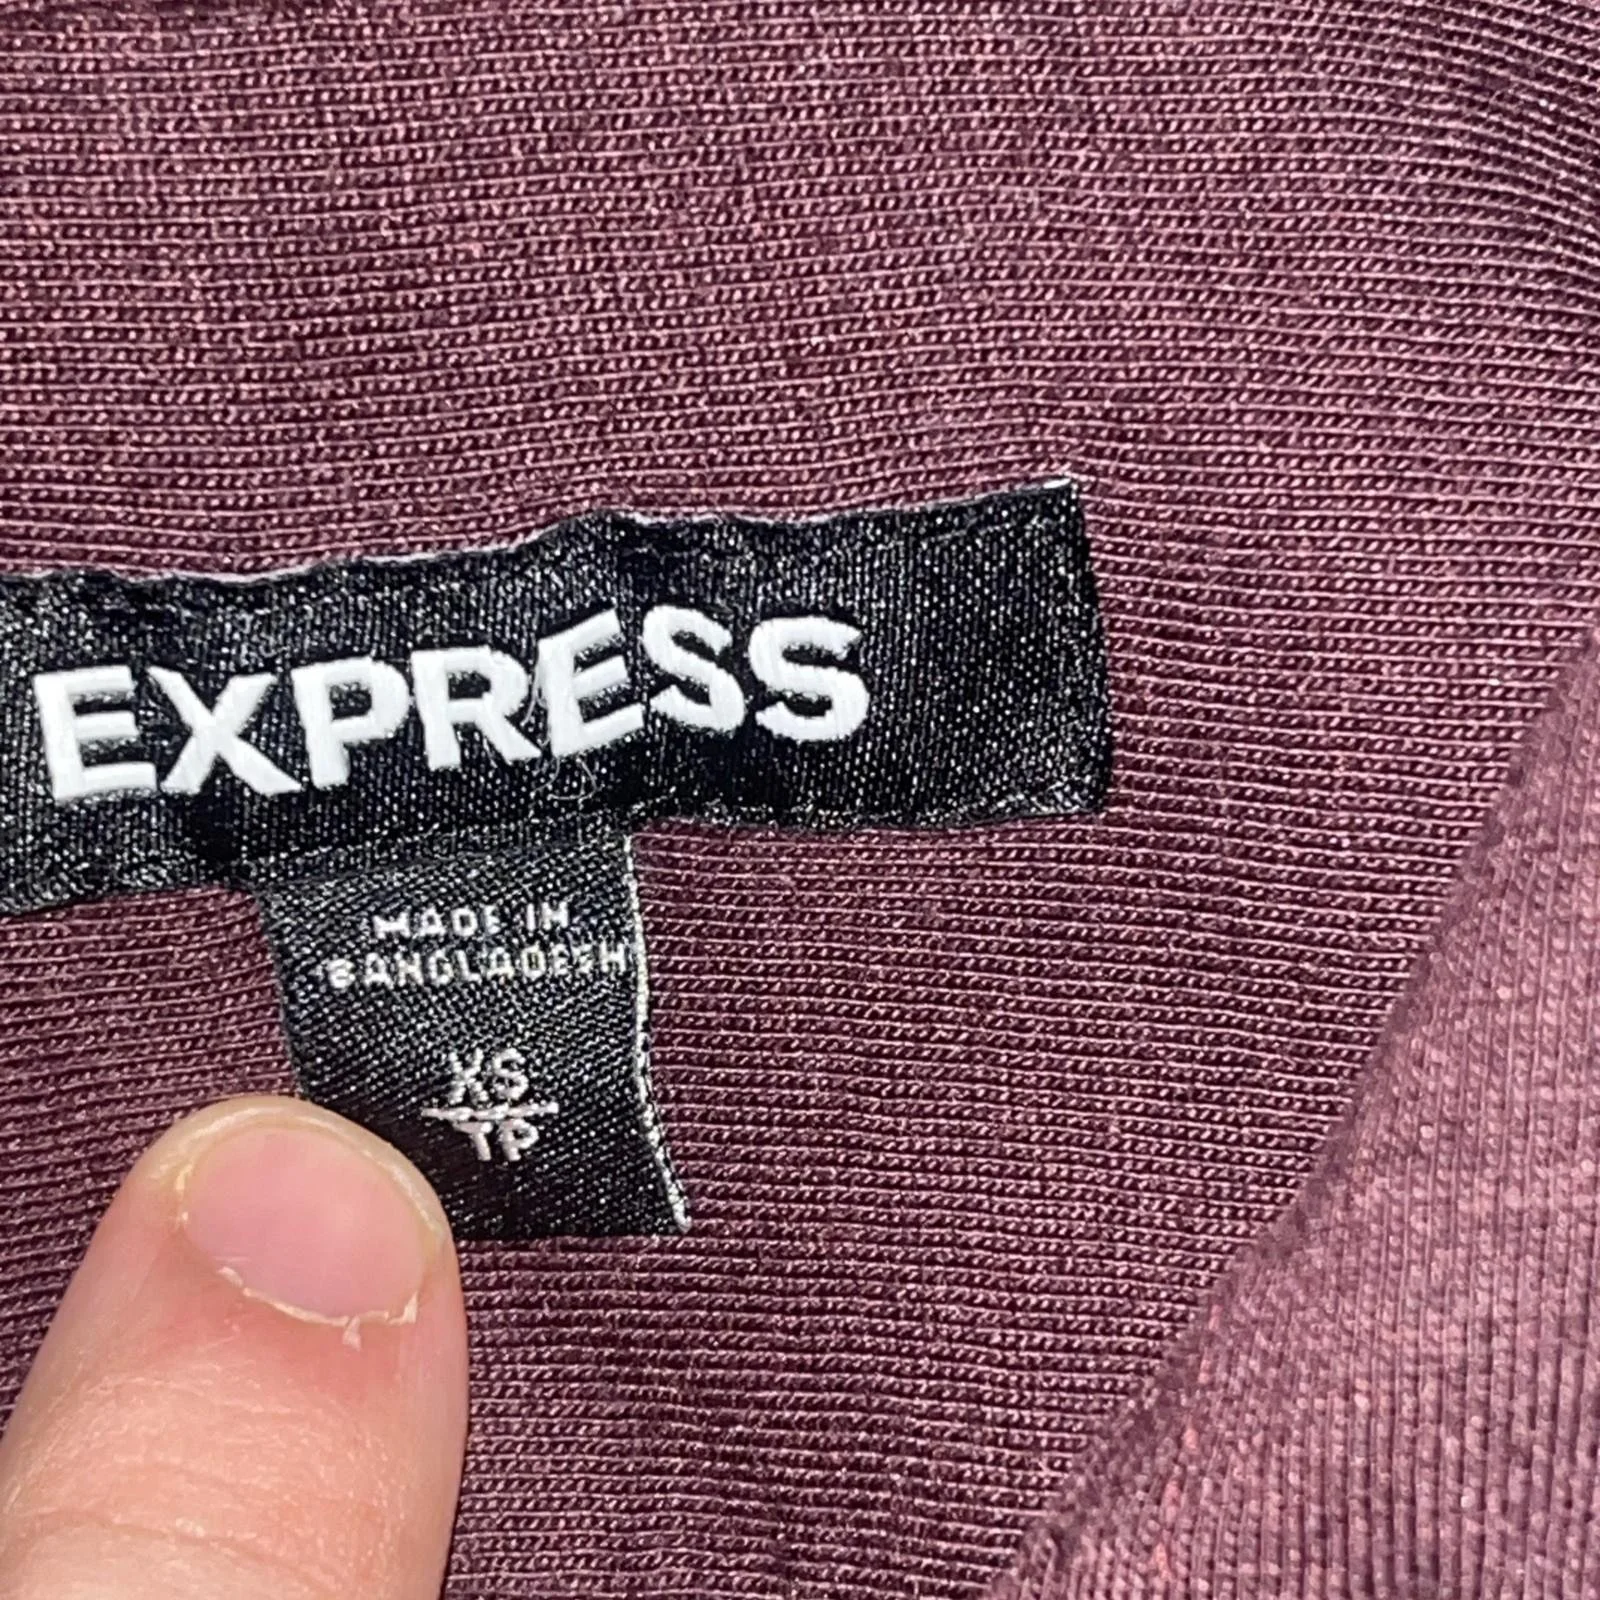 EXPRESS
MADE IN
BANGLADESH
XS
TP